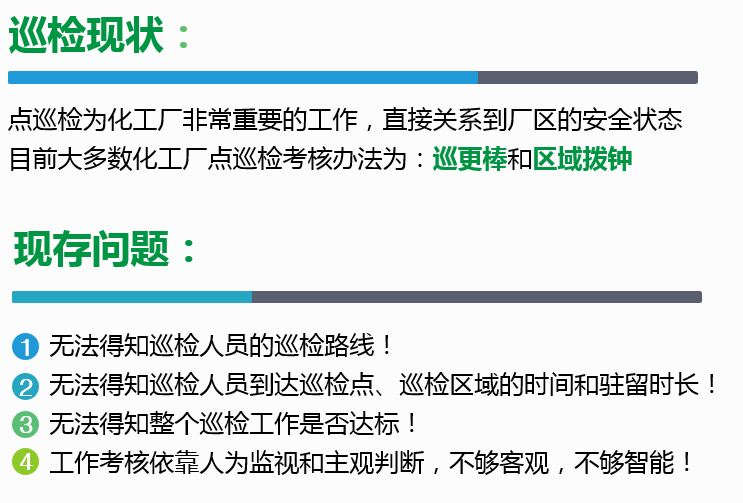 巡检现状：
点巡检为化工厂非常重要的工作，直接关系到厂区的安全状态
目前大多数化工厂点巡检考核办法为：巡更棒和区域拨钟
现存问题：
1 无法得知巡检人员的巡检路线！
2 无法得知巡检人员到达巡检点、巡检区域的时间和驻留时长！
3 无法得知整个巡检工作是否达标！
4 工作考核依靠人为监视和主观判断，不够客观，不够智能！